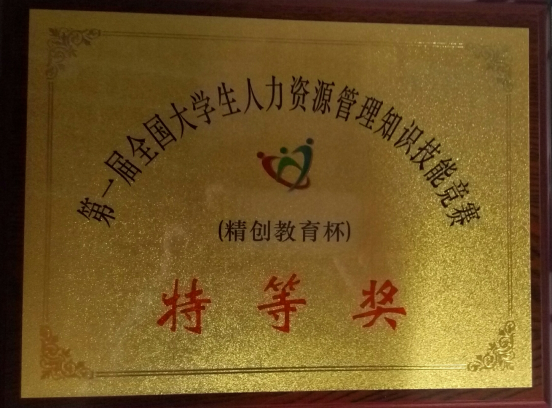 第一届全国大学生人力资源管理知识技能竞赛
(精创教育杯)
特等奖